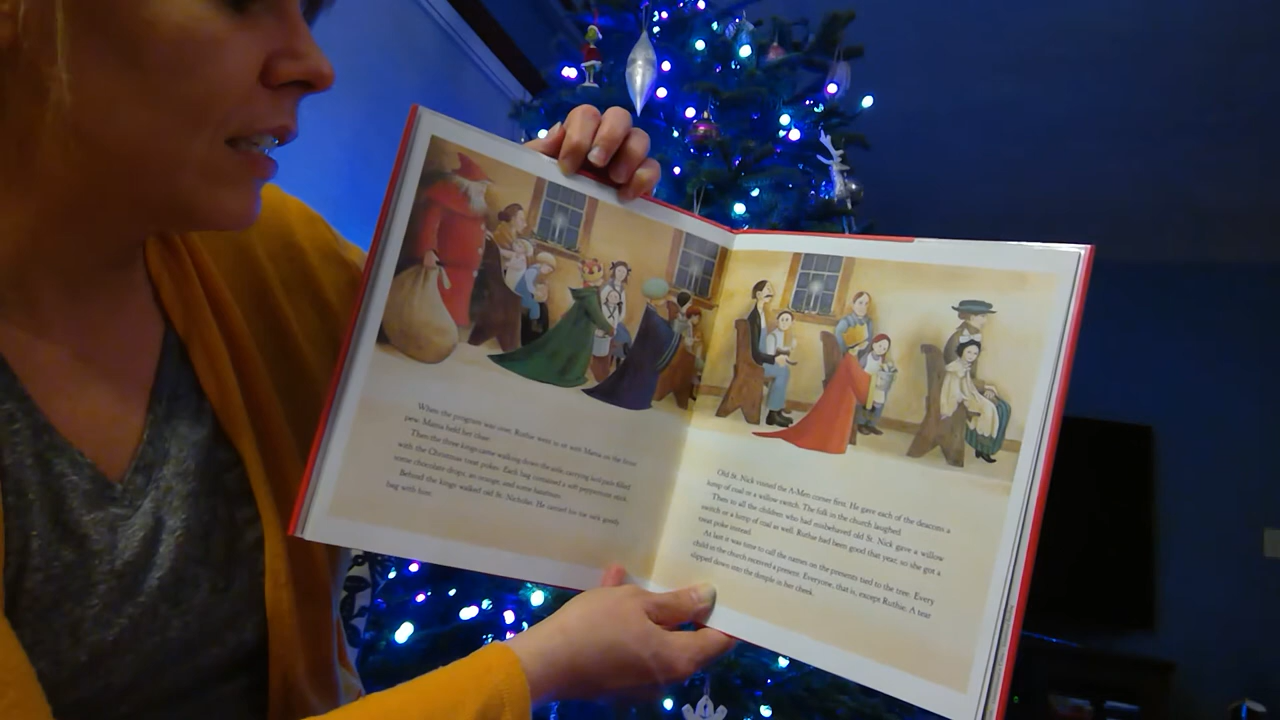 When the program was over, Ruthie went to sit with Mama on the front
pew. Mama held her close.
Then the three kings came walking down the aisle, carrying lard pails filled
with the Christmas treat pokes. Each bag contained a soft peppermint stick,
some chocolate drops, an orange, and some hazelnuts.
Behind the kings walked old St. Nicholas. He carried his toe sack
bag with him.
Old St. Nick visited the A-Men corner first. He gave each of the deacons a
lump of coal or a willow switch. The folk in the church laughed.
Then to all the children who had misbehaved old St. Nick gave a willow
switch or a lump of coal as well. Ruthie had been good that year, so she got a
treat poke instead.
At last it was time to call the names on the presents tied to the tree. Every
child in the church received a present. Everyone, that is, except Ruthie. A tear
slipped down into the dimple in her cheek.